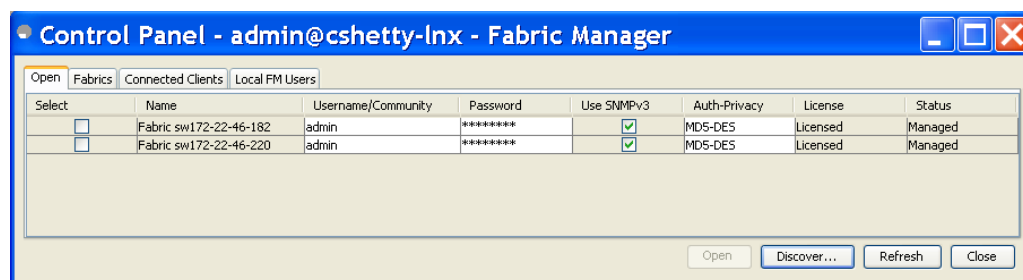 Control Panel - admin@cshetty-lnx - Fabric Manager
Open Fabrics Connected Clients Local FM Users
Select Name Username/Community Password Use SNMPv3 Auth-Privacy License Status
Fabric sw172-22-46-182 admin ******** MD5-DES Licensed Managed
Fabric sw172-22-46-220 admin ******** MD5-DES Licensed Managed
Open Discover... Refresh Close